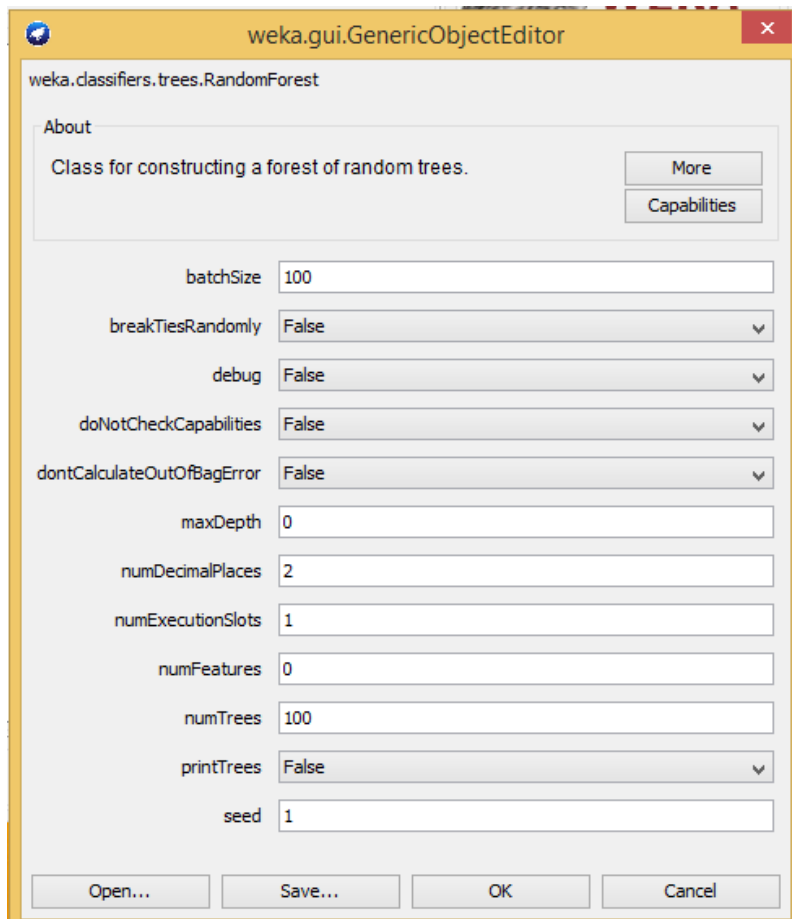 weka.gui.GenericObjectEditor
weka.classifiers.trees.RandomForest
About
Class for constructing a forest of random trees.
More
Capabilities
batchSize 100
breakTiesRandomly False
debug False
doNotCheckCapabilities False
dontCalculateOutOfBagError False
maxDepth 0
numDecimalPlaces 2
numExecutionSlots 1
numFeatures 0
numTrees 100
printTrees False
seed 1
Open... Save... OK Cancel